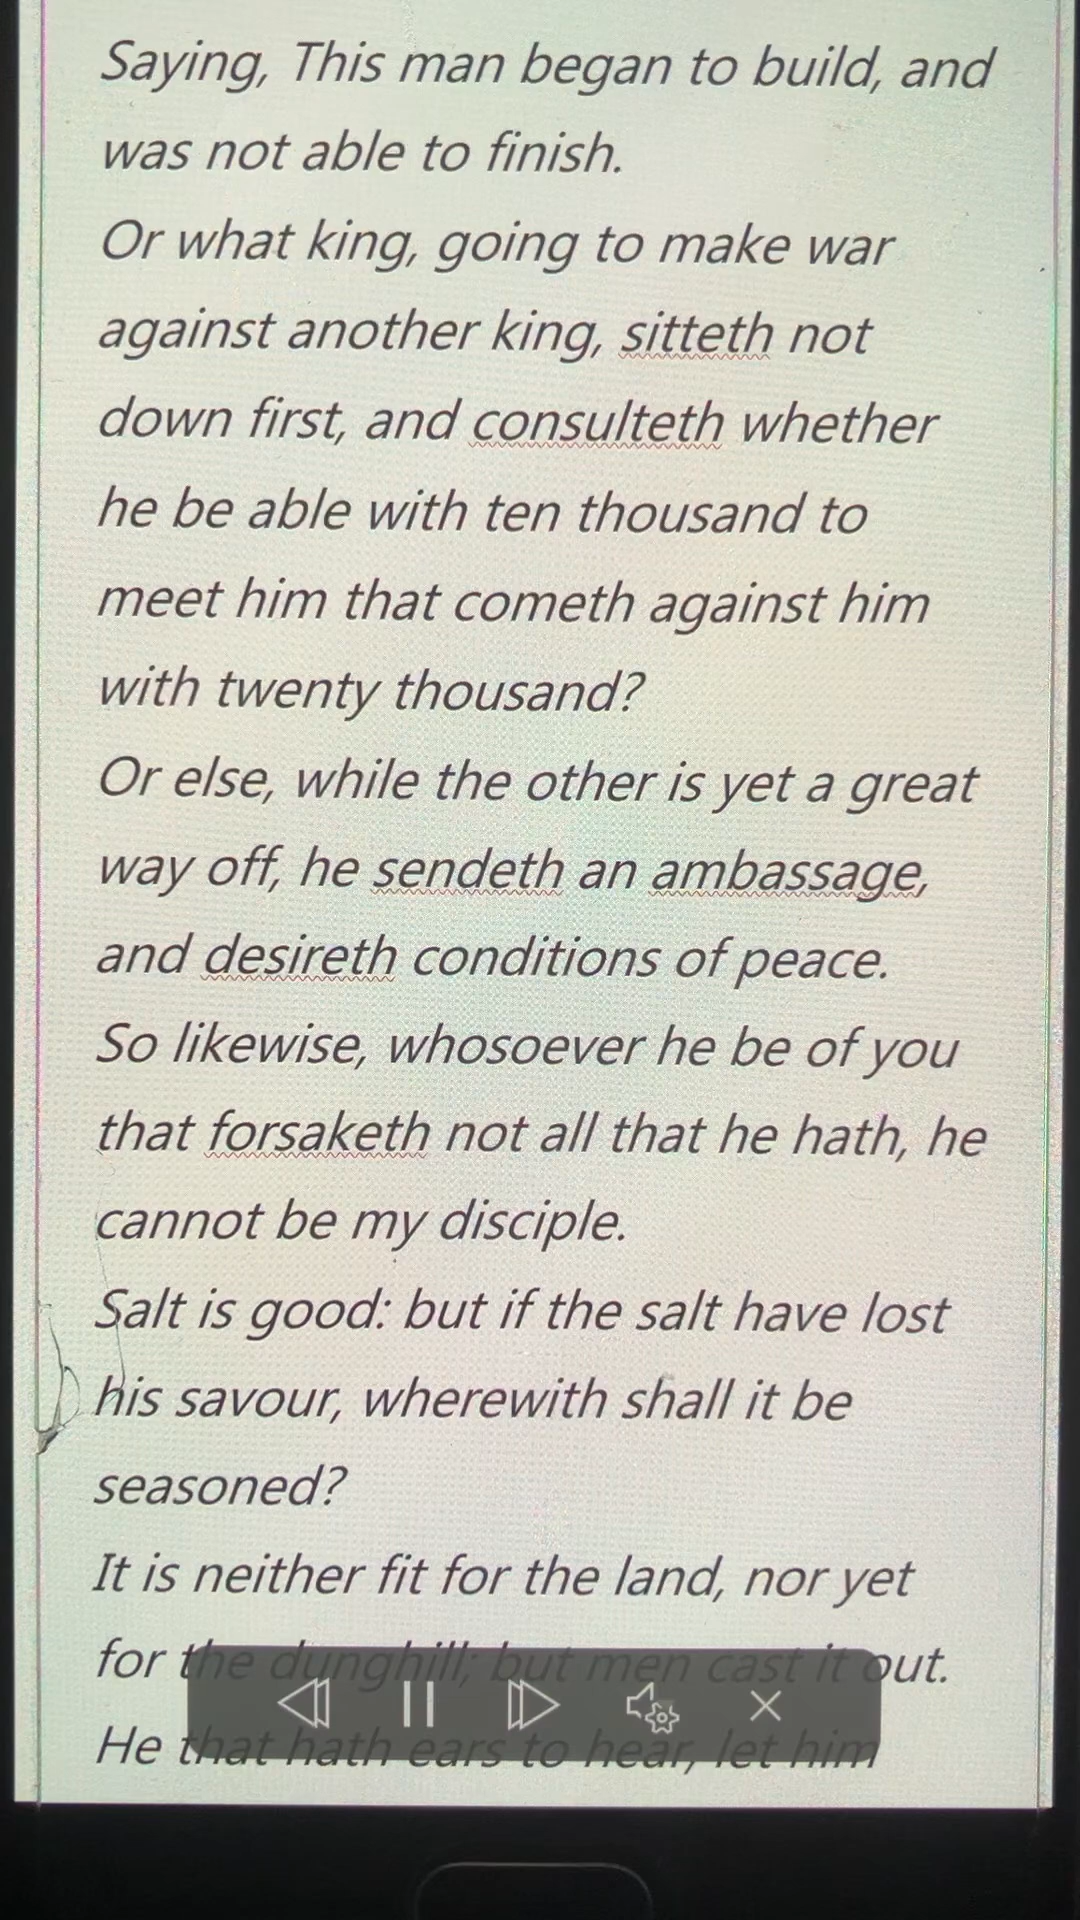 Saying, This man began to build, and
was not able to finish.
Or what king, going to make war
against another king, sitteth not
down first, and consulteth whether
he be able with ten thousand to
meet him that cometh against him
with twenty thousand?
Or else, while the other is yet a great
way off, he sendeth an ambassage,
and desireth conditions of peace.
So likewise, whosoever he be of you
that forsaketh not all that he hath, he
cannot be my disciple.
Salt is good: but if the salt have lost
his savour, wherewith shall it be
seasoned?
It is neither fit for the land, nor yet
for the dunghill; but men cast it out.
He that hath ears to hear, let him